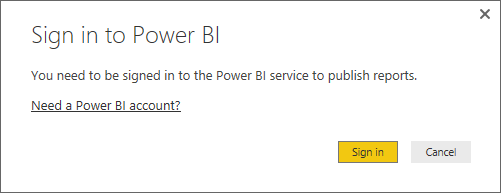 Sign in to Power BI
You need to be signed in to the Power BI service to publish reports.
Need a Power BI account?
Sign in
Cancel